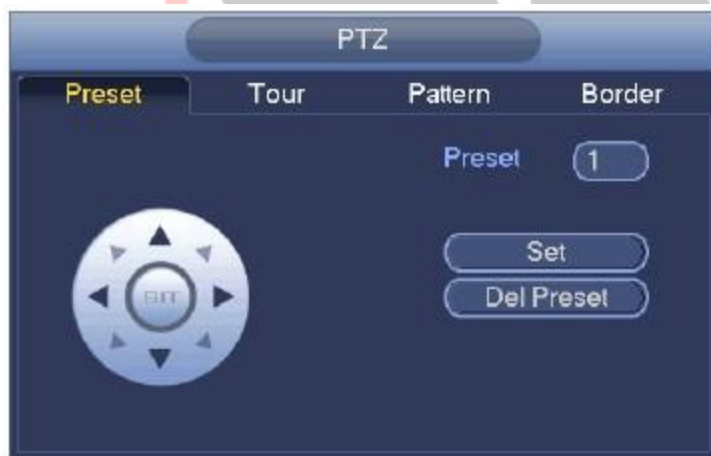 PTZ
Preset Tour Pattern Border
Preset 1
Set
Del Preset